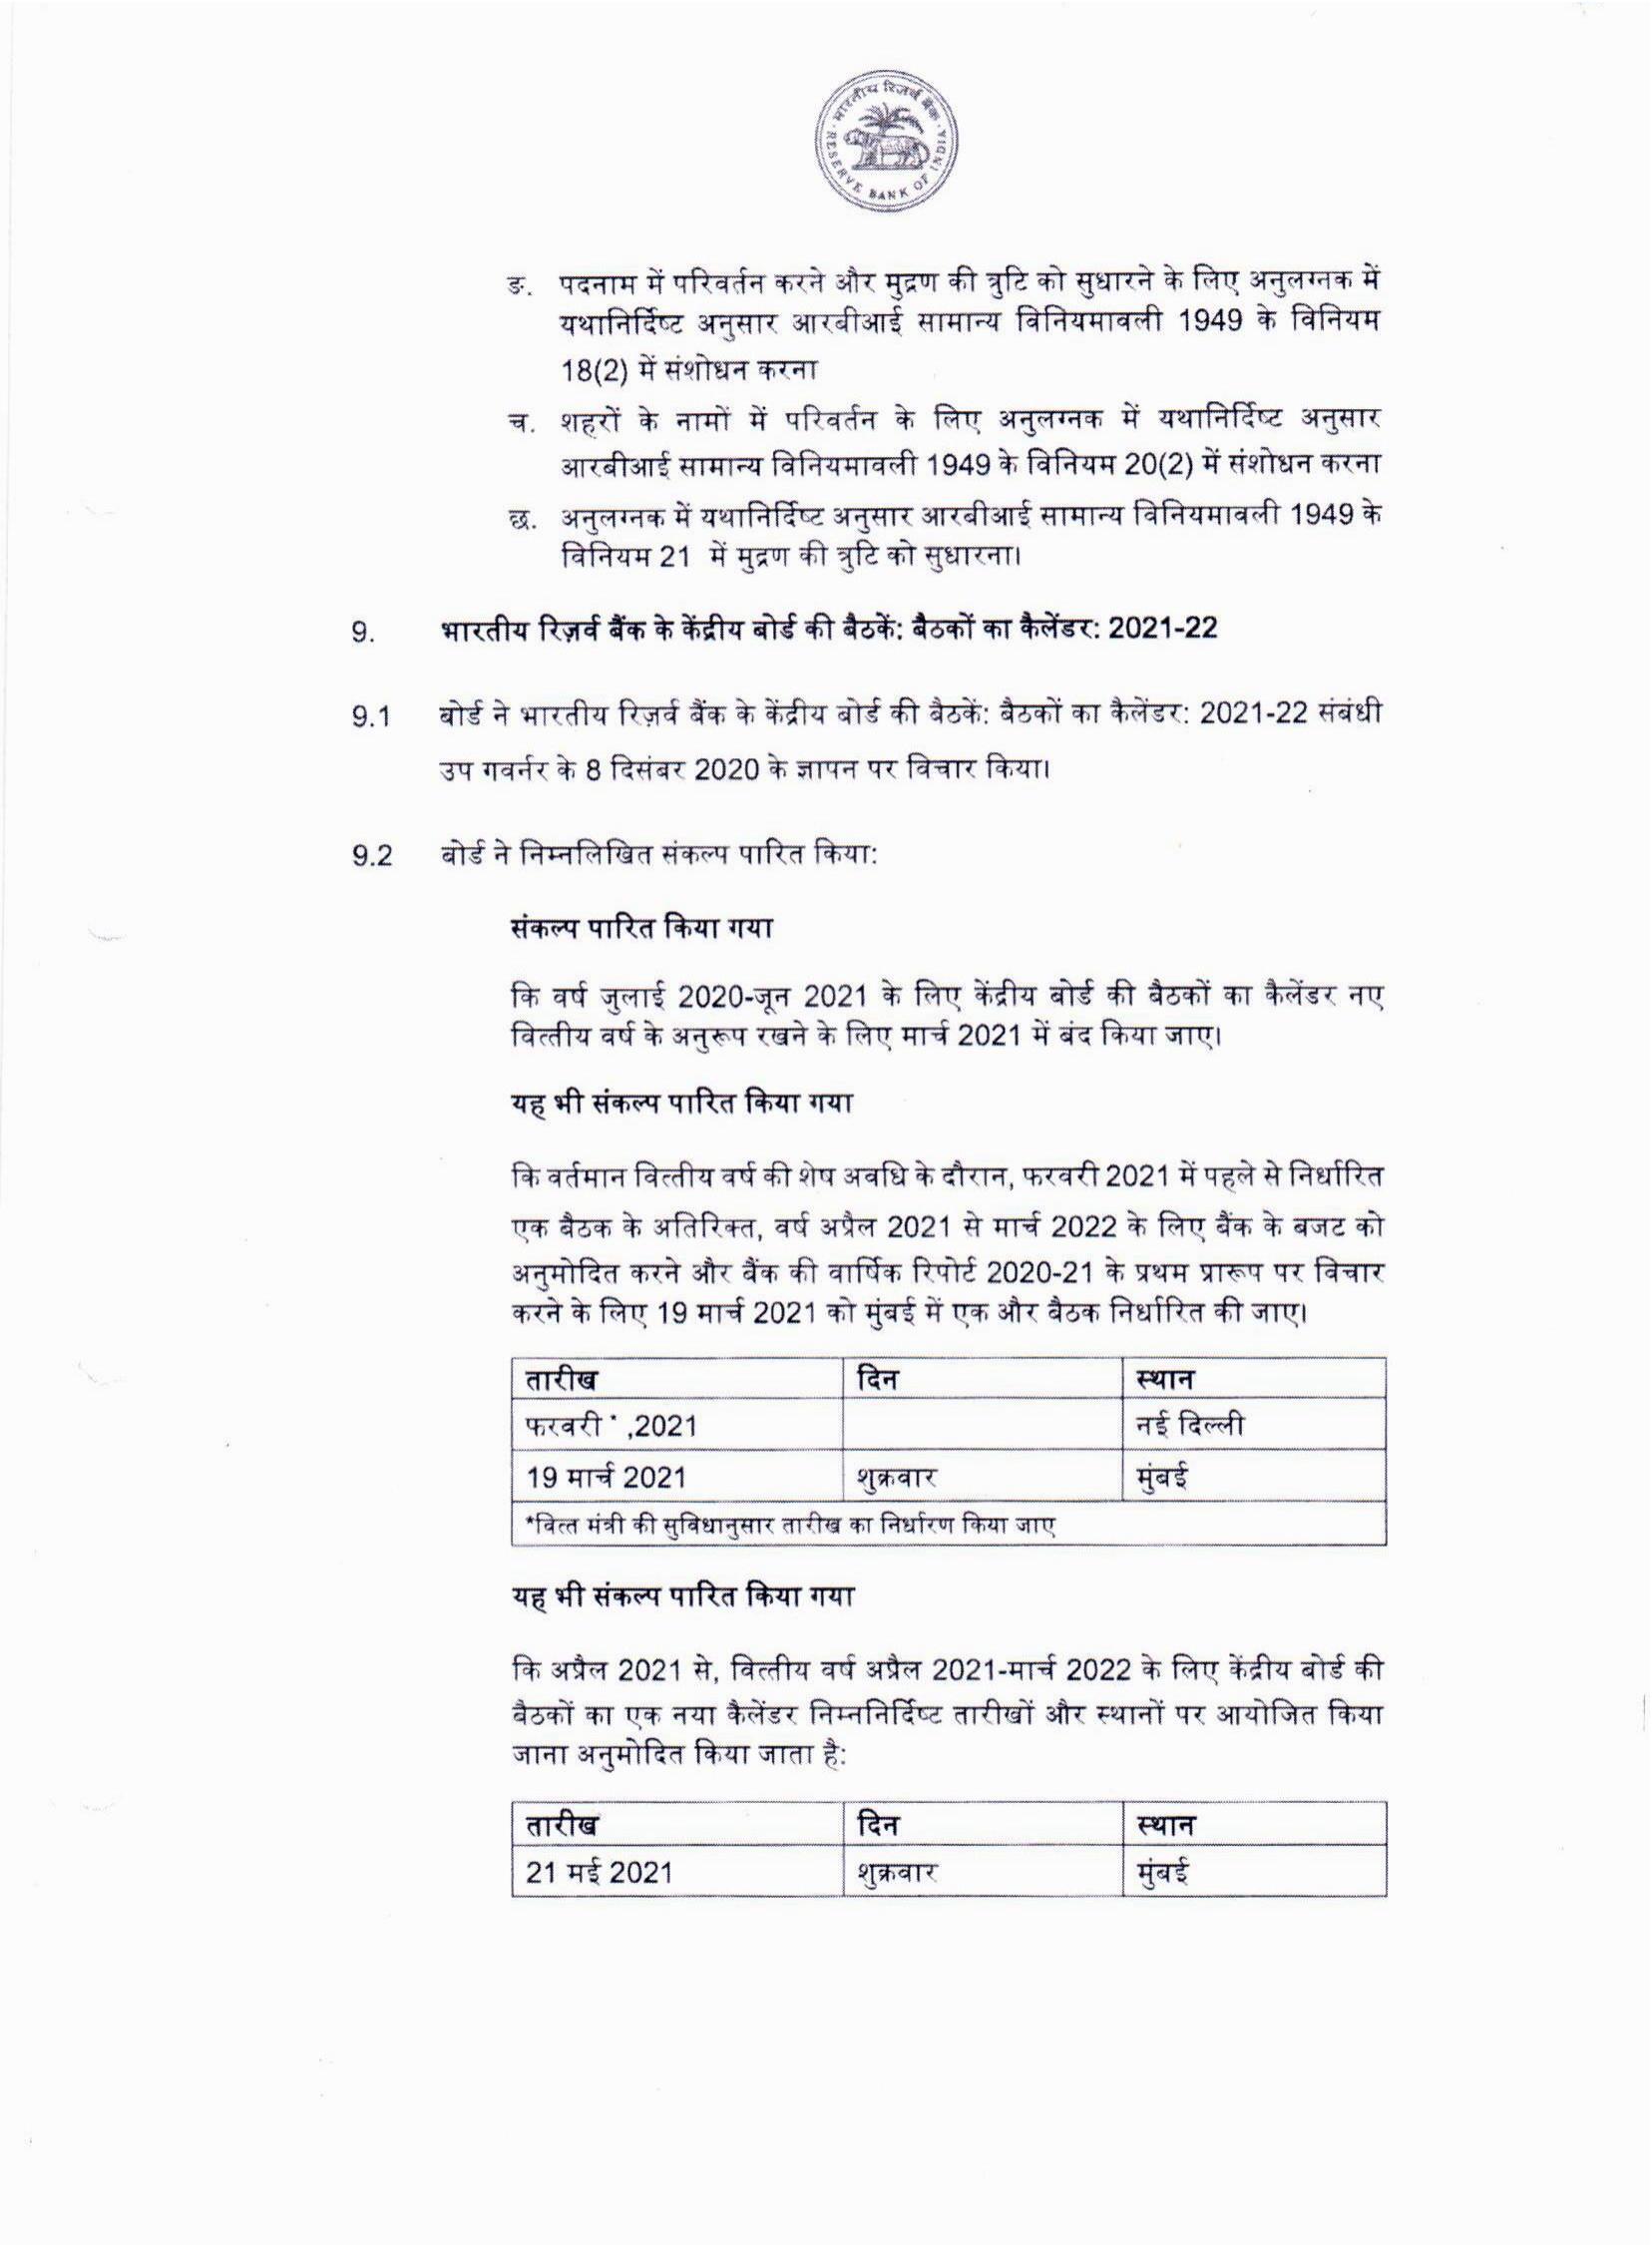 भारतीय रिज़र्व बैंक
RESERVE BANK OF INDIA
ङ. पदनाम में परिवर्तन करने और मुद्रण की त्रुटि को सुधारने के लिए अनुलग्नक में
यथानिर्दिष्ट अनुसार आरबीआई सामान्य विनियमावली 1949 के विनियम
18(2) में संशोधन करना
च. शहरों के नामों में परिवर्तन के लिए अनुलग्नक में यथानिर्दिष्ट अनुसार
आरबीआई सामान्य विनियमावली 1949 के विनियम 20(2) में संशोधन करना
छ. अनुलग्नक में यथानिर्दिष्ट अनुसार आरबीआई सामान्य विनियमावली 1949 के
विनियम 21 में मुद्रण की त्रुटि को सुधारना।
9. भारतीय रिज़र्व बैंक के केंद्रीय बोर्ड की बैठकें: बैठकों का कैलेंडर: 2021-22
9.1 बोर्ड ने भारतीय रिज़र्व बैंक के केंद्रीय बोर्ड की बैठकें: बैठकों का कैलेंडर: 2021-22 संबंधी
उप गवर्नर के 8 दिसंबर 2020 के ज्ञापन पर विचार किया।
9.2 बोर्ड ने निम्नलिखित संकल्प पारित किया:
संकल्प पारित किया गया
कि वर्ष जुलाई 2020-जून 2021 के लिए केंद्रीय बोर्ड की बैठकों का कैलेंडर नए
वित्तीय वर्ष के अनुरूप रखने के लिए मार्च 2021 में बंद किया जाए।
यह भी संकल्प पारित किया गया
कि वर्तमान वित्तीय वर्ष की शेष अवधि के दौरान, फरवरी 2021 में पहले से निर्धारित
एक बैठक के अतिरिक्त, वर्ष अप्रैल 2021 से मार्च 2022 के लिए बैंक के बजट को
अनुमोदित करने और बैंक की वार्षिक रिपोर्ट 2020-21 के प्रथम प्रारूप पर विचार
करने के लिए 19 मार्च 2021 को मुंबई में एक और बैठक निर्धारित की जाए।
तारीख दिन स्थान
फरवरी * ,2021 नई दिल्ली
19 मार्च 2021 शुक्रवार मुंबई
*वित्त मंत्री की सुविधानुसार तारीख का निर्धारण किया जाए
यह भी संकल्प पारित किया गया
कि अप्रैल 2021 से, वित्तीय वर्ष अप्रैल 2021-मार्च 2022 के लिए केंद्रीय बोर्ड की
बैठकों का एक नया कैलेंडर निम्ननिर्दिष्ट तारीखों और स्थानों पर आयोजित किया
जाना अनुमोदित किया जाता है:
तारीख दिन स्थान
21 मई 2021 शुक्रवार मुंबई